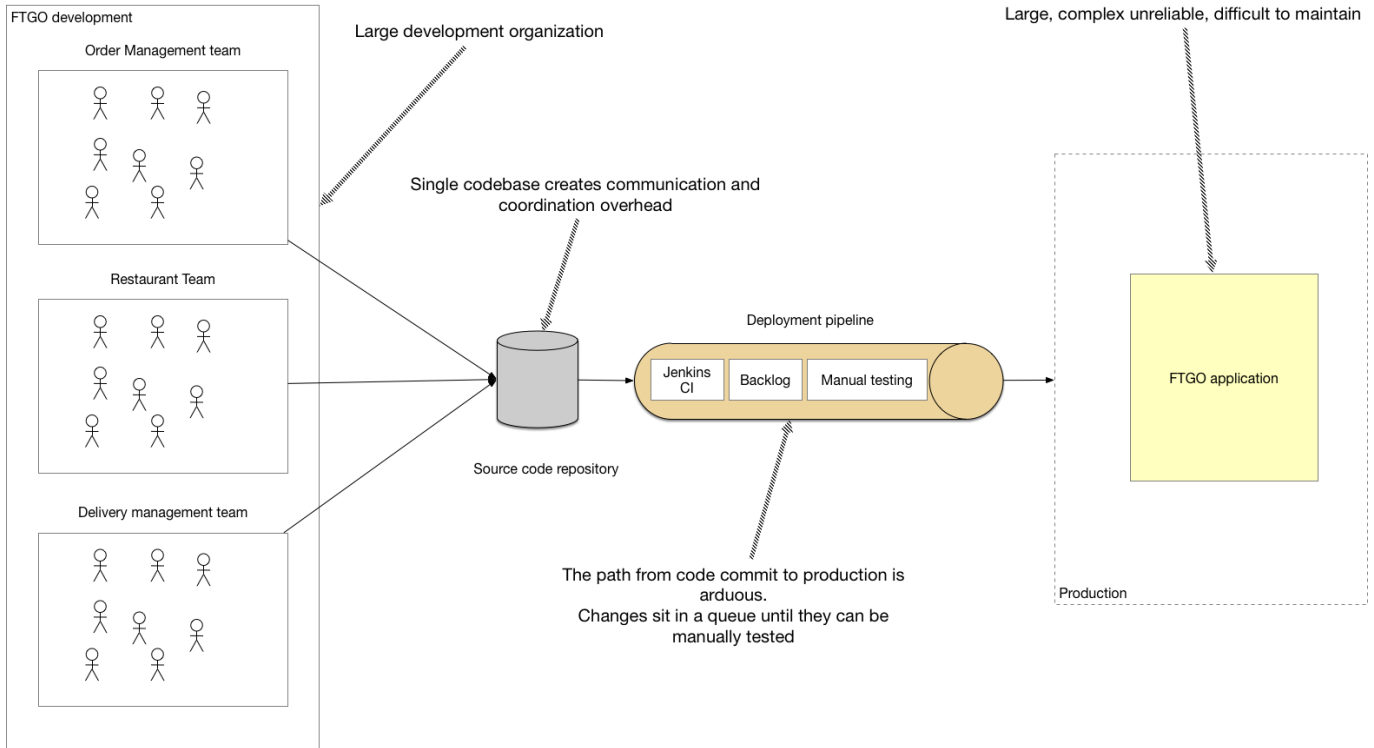 FTGO development
Order Management team
Large development organization
Large, complex unreliable, difficult to maintain
Single codebase creates communication and
coordination overhead
Restaurant Team
Deployment pipeline
Jenkins
CI
Backlog
Manual testing
FTGO application
Source code repository
Delivery management team
The path from code commit to production is
arduous.
Changes sit in a queue until they can be
manually tested
Production